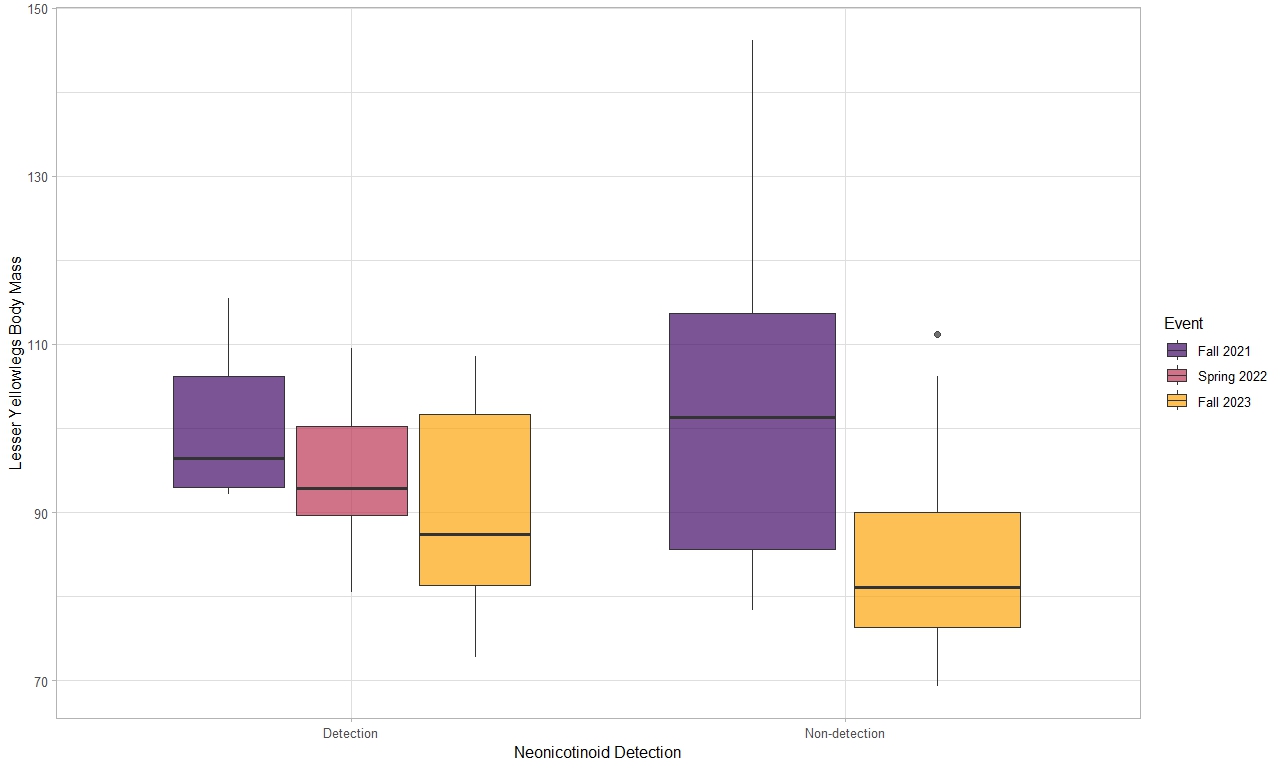 150
130
110
90
70
Lesser Yellowlegs Body Mass
Detection
Non-detection
Neonicotinoid Detection
Event
Fall 2021
Spring 2022
Fall 2023